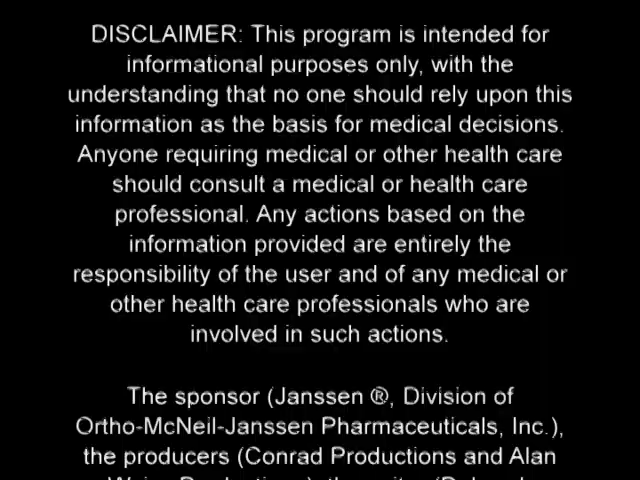 DISCLAIMER: This program is intended for
informational purposes only, with the
understanding that no one should rely upon this
information as the basis for medical decisions.
Anyone requiring medical or other health care
should consult a medical or health care
professional. Any actions based on the
information provided are entirely the
responsibility of the user and of any medical or
other health care professionals who are
involved in such actions.
The sponsor (Janssen ®, Division of
Ortho-McNeil-Janssen Pharmaceuticals, Inc.),
the producers (Conrad Productions and Alan